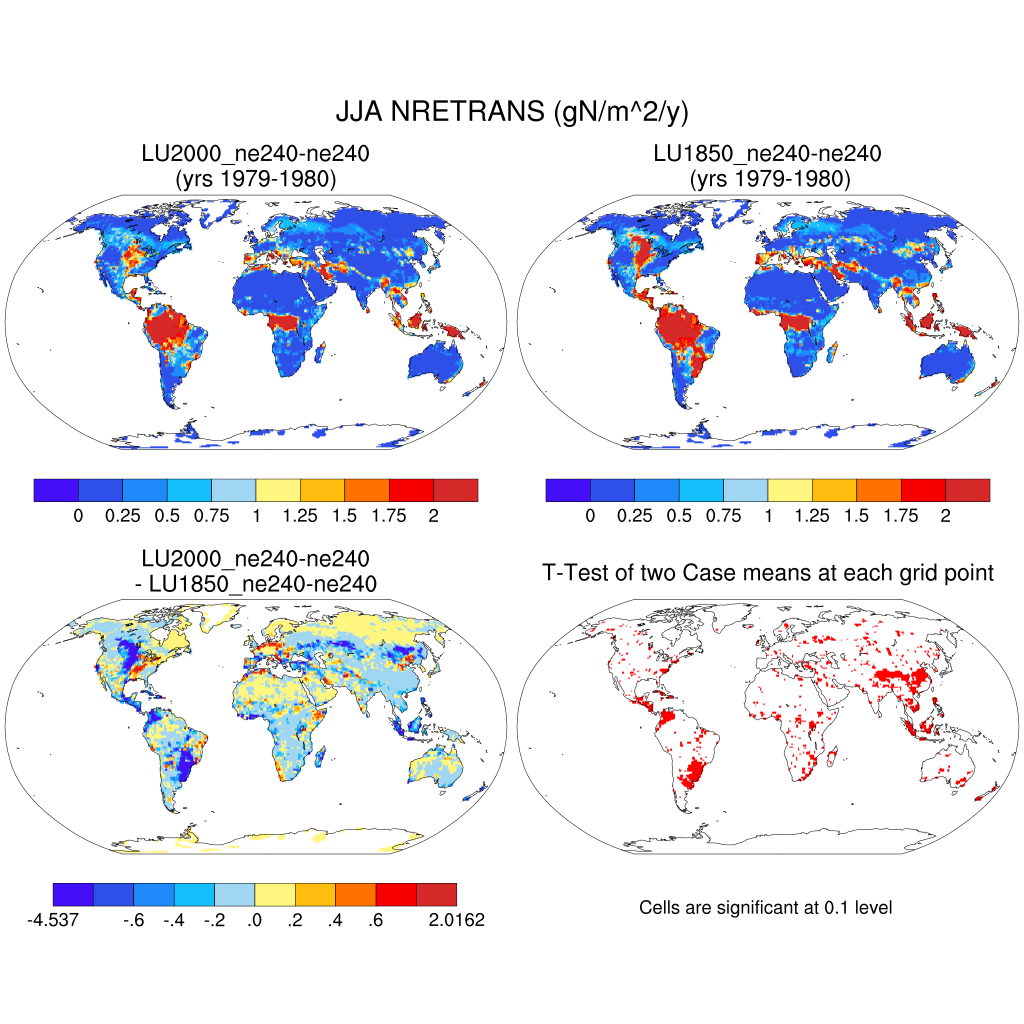 JJA NRETRANS (gN/m^2/y)
LU2000_ne240-ne240
(yrs 1979-1980)
LU1850_ne240-ne240
(yrs 1979-1980)
0 0.25 0.5 0.75 1 1.25 1.5 1.75 2
0 0.25 0.5 0.75 1 1.25 1.5 1.75 2
LU2000_ne240-ne240
- LU1850_ne240-ne240
T-Test of two Case means at each grid point
-4.537 -.6 -.4 -.2 .0 .2 .4 .6 2.0162
Cells are significant at 0.1 level